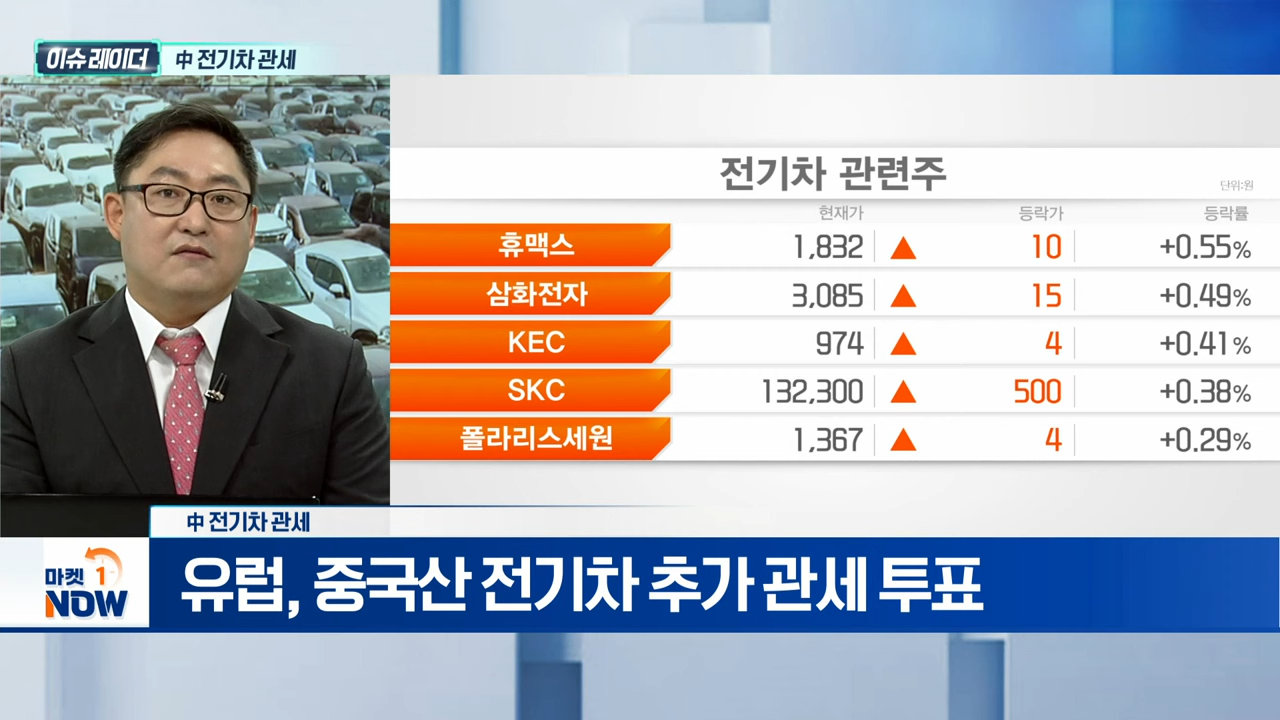 이슈 레이더 中 전기차 관세
전기차 관련주
단위:원
현재가 등락가 등락률
휴맥스 1,832 ▲ 10 +0.55%
삼화전자 3,085 ▲ 15 +0.49%
KEC 974 ▲ 4 +0.41%
SKC 132,300 ▲ 500 +0.38%
폴라리스세원 1,367 ▲ 4 +0.29%
中 전기차 관세
마켓 1
NOW
유럽, 중국산 전기차 추가 관세 투표